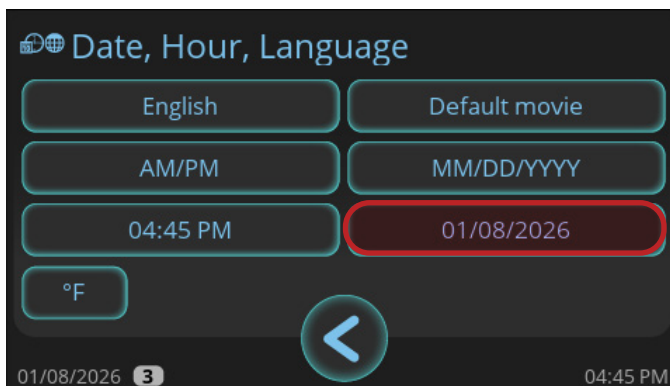 Date, Hour, Language
English Default movie
AM/PM MM/DD/YYYY
04:45 PM 01/08/2026
°F
01/08/2026 3 04:45 PM